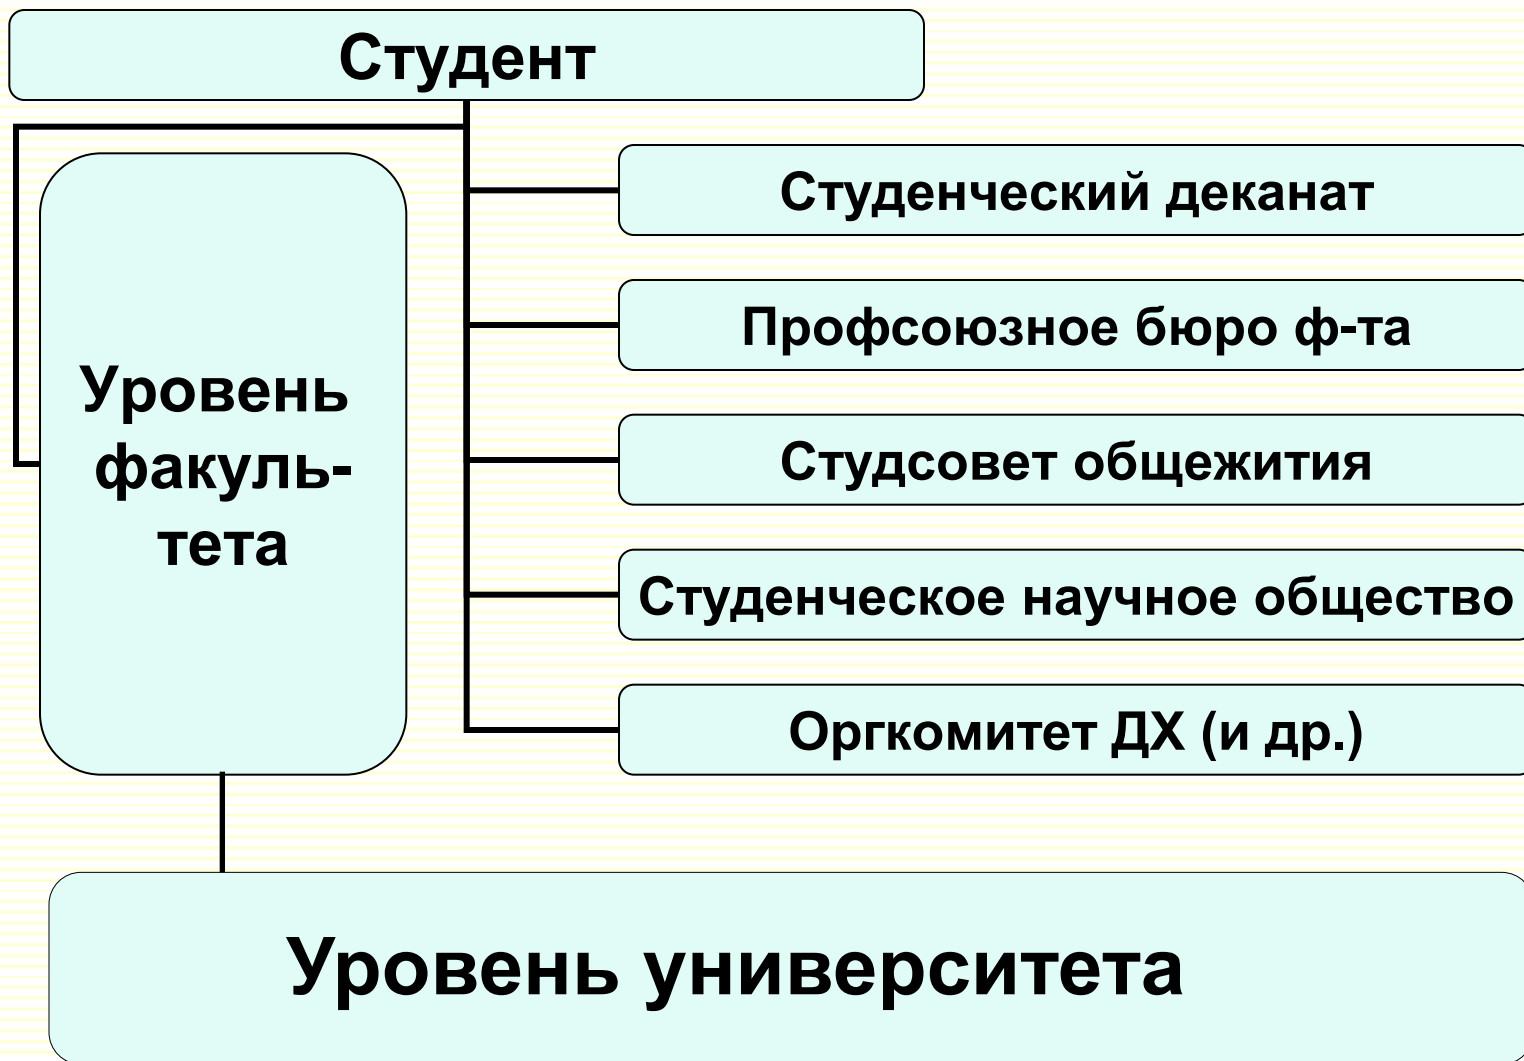 Студент
Студенческий деканат
Профсоюзное бюро ф-та
Уровень
факуль-
тета
Студсовет общежития
Студенческое научное общество
Оргкомитет ДХ (и др.)
Уровень университета